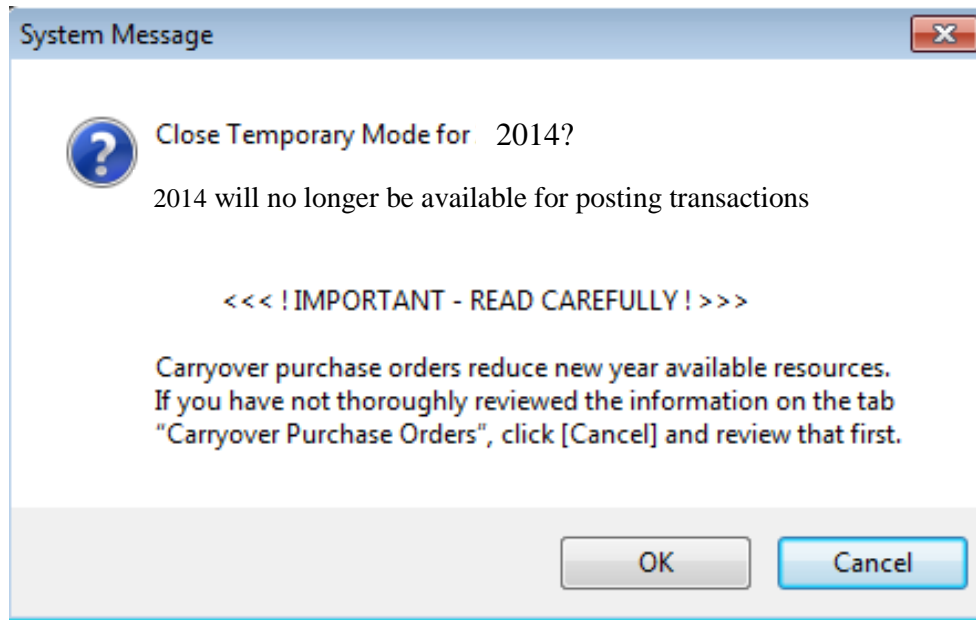 System Message
Close Temporary Mode for 2014?
2014 will no longer be available for posting transactions
<<< ! IMPORTANT - READ CAREFULLY ! >>>
Carryover purchase orders reduce new year available resources.
If you have not thoroughly reviewed the information on the tab
“Carryover Purchase Orders”, click [Cancel] and review that first.
OK Cancel